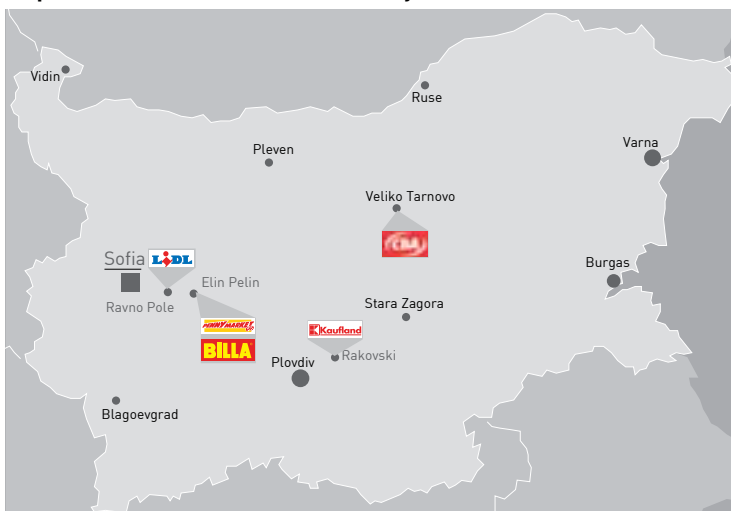 Vidin
Ruse
Varna
Pleven
Veliko Tarnovo
CBA
Sofia
LIDL
Burgas
Elin Pelin
Ravno Pole
Stara Zagora
PENNY MARKET
Kaufland
BILLA
Rakovski
Plovdiv
Blagoevgrad